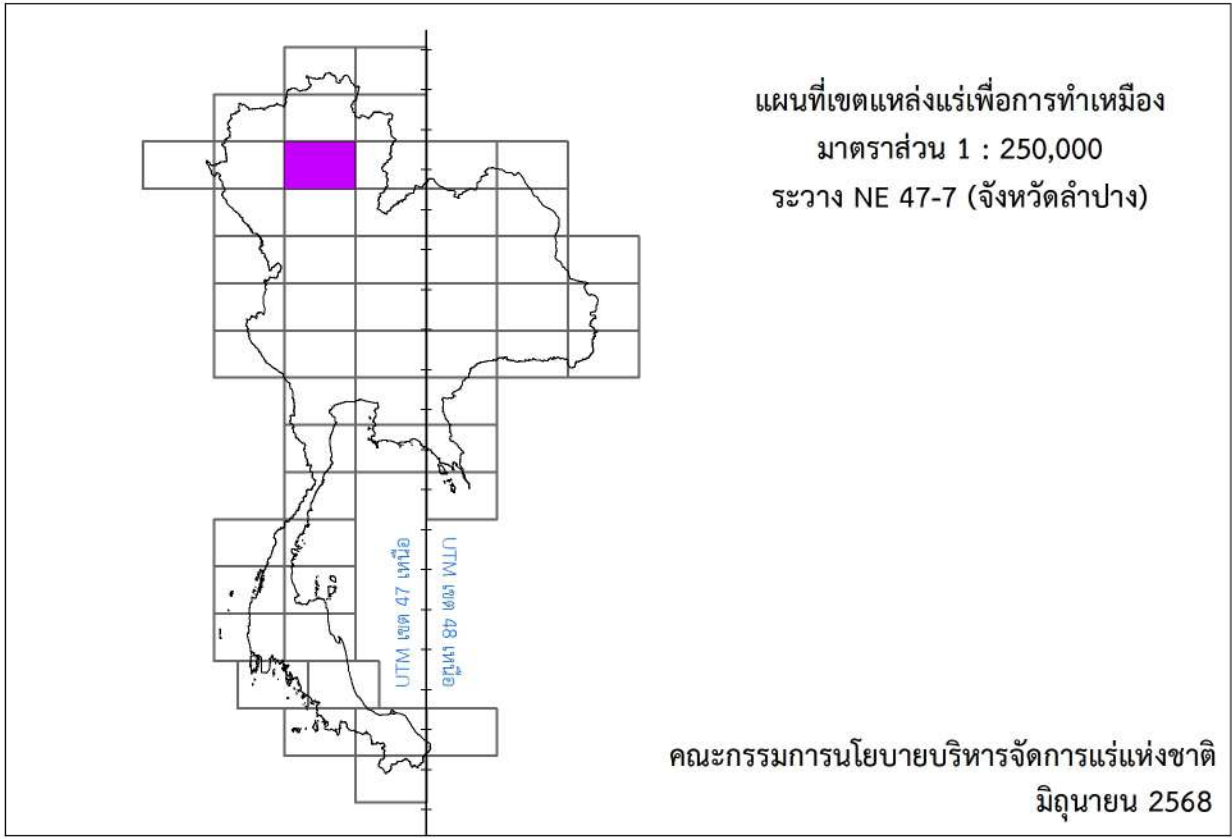 แผนที่เขตแหล่งแร่เพื่อการทำเหมือง
มาตราส่วน 1 : 250,000
ระวาง NE 47-7 (จังหวัดลำปาง)
UTM เขต 47 เหนือ
UTM เขต 48 เหนือ
คณะกรรมการนโยบายบริหารจัดการแร่แห่งชาติ
มิถุนายน 2568